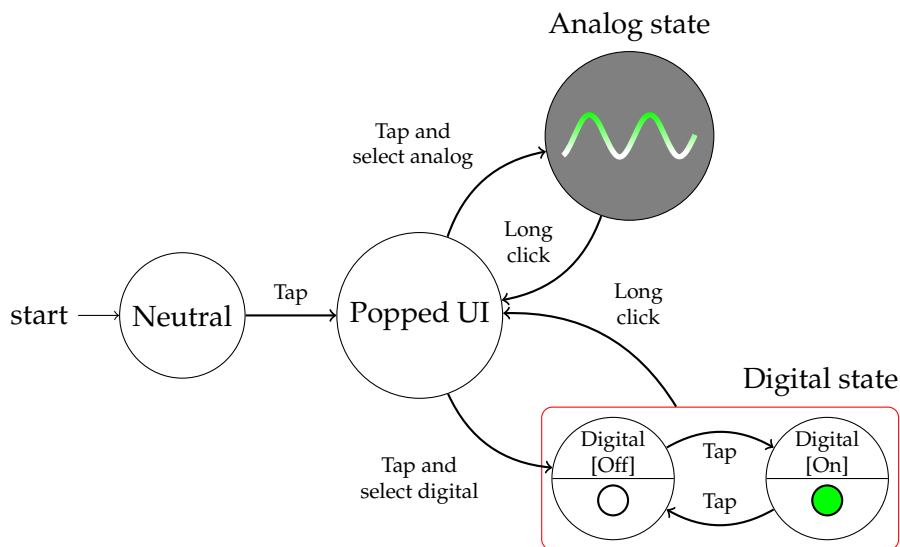 Analog state
Tap and
select analog
Long
click
start
Neutral
Tap
Popped UI
Long
click
Digital state
Tap and
select digital
Digital
[Off]
Tap
Tap
Digital
[On]